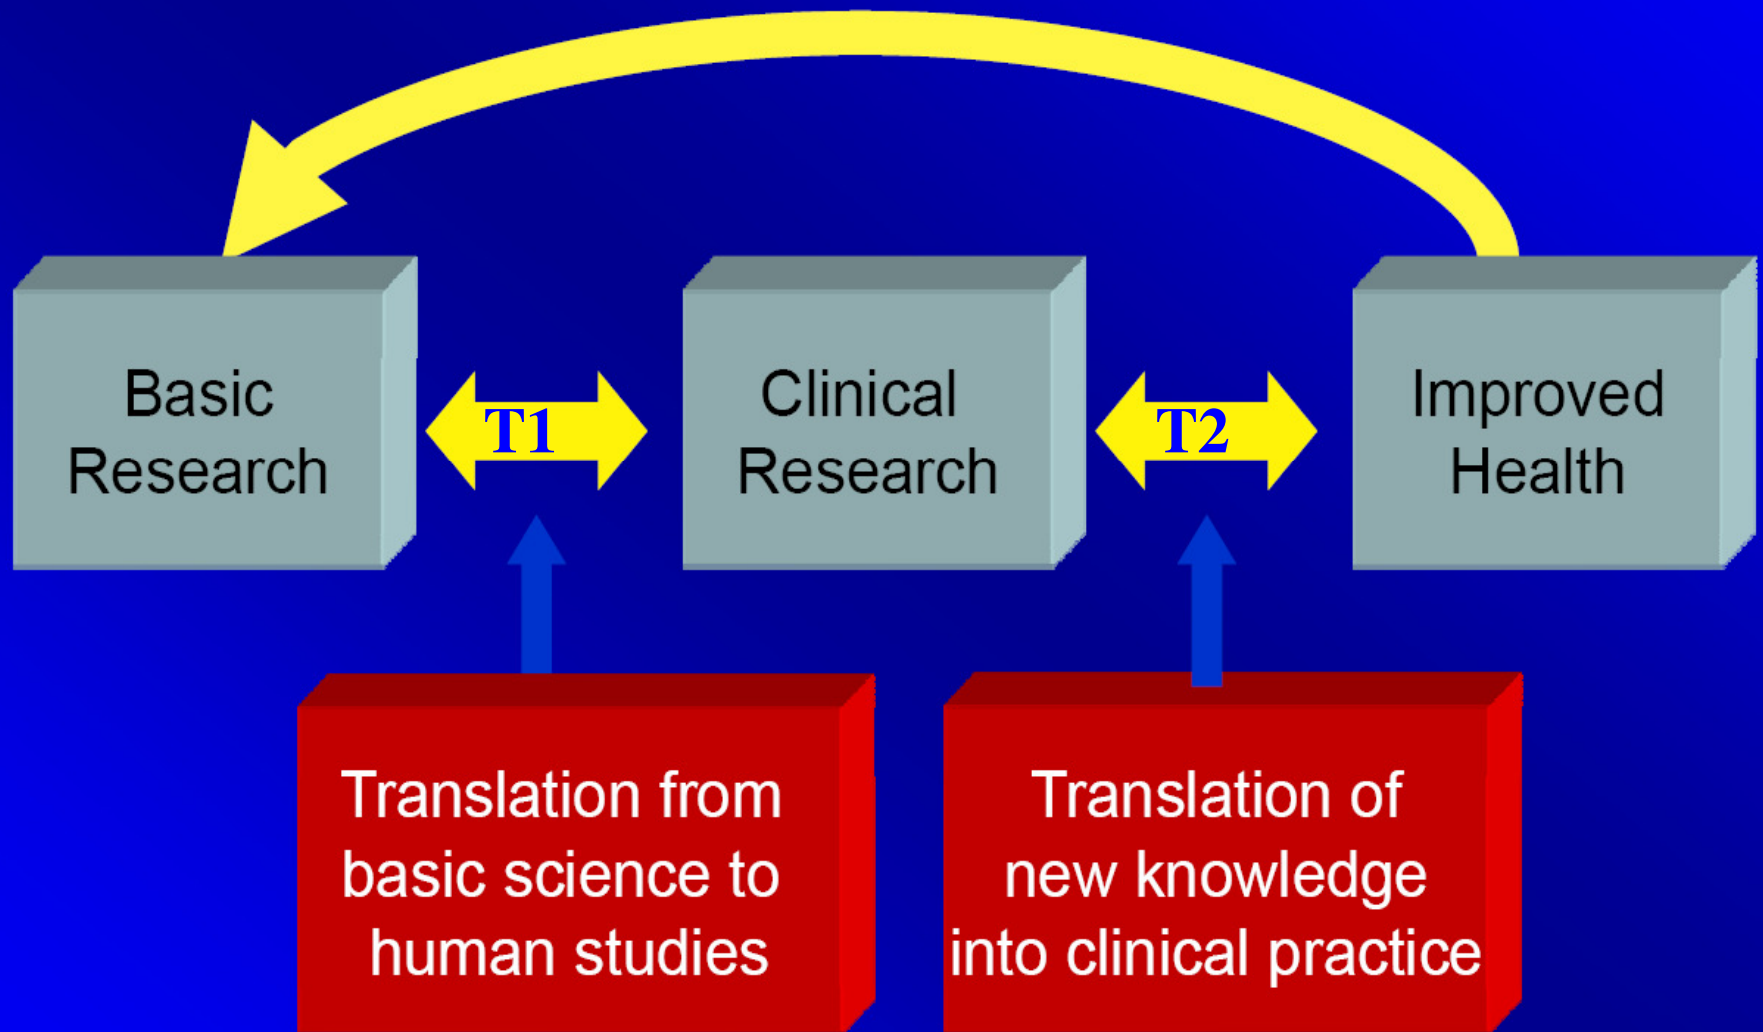 Basic
Research
T1
Clinical
Research
T2
Improved
Health
Translation from
basic science to
human studies
Translation of
new knowledge
into clinical practice